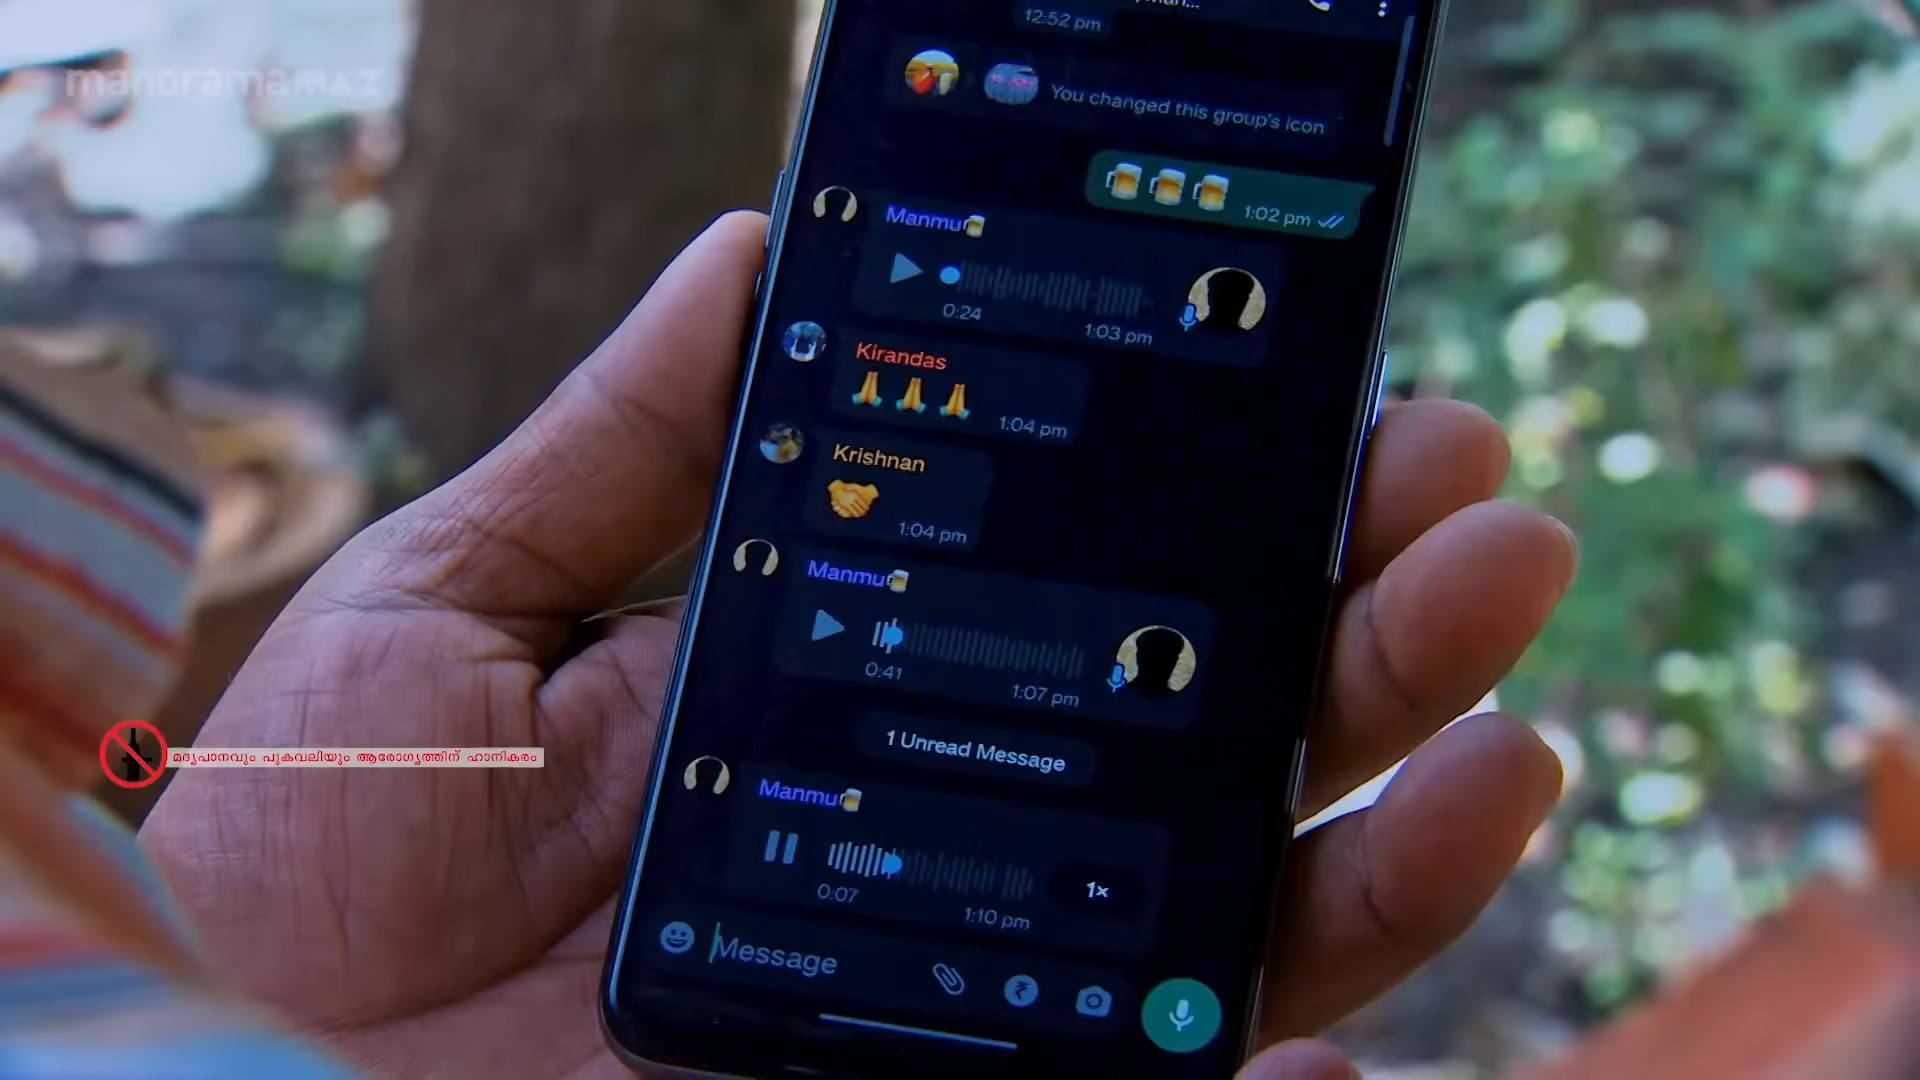 manoramaMAX
12:52 pm
You changed this group's icon
🍺🍺🍺 1:02 pm
Manmu🍺
0:24 1:03 pm
Kirandas
🙏🙏🙏 1:04 pm
Krishnan
🤝 1:04 pm
Manmu🍺
0:41 1:07 pm
1 Unread Message
Manmu🍺
1×
0:07 1:10 pm
Message
മദ്യപാനവും പുകവലിയും ആരോഗ്യത്തിന് ഹാനികരം